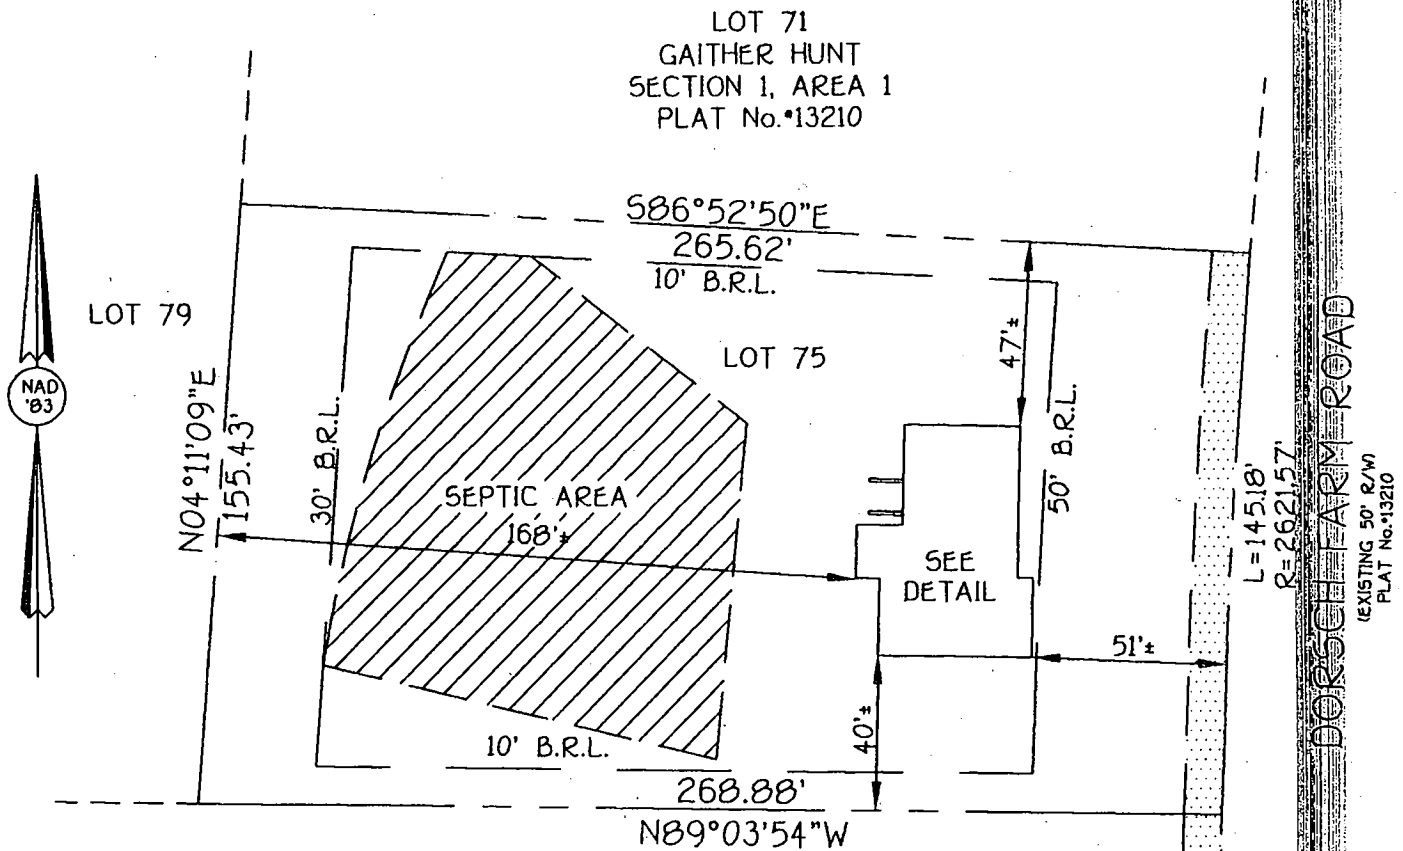 LOT 71
GAITHER HUNT
SECTION 1, AREA 1
PLAT No.*13210
S86°52'50"E
265.62'
10' B.R.L.
LOT 79
NAD
'83
LOT 75
47'±
N04°11'09"E
155.43'
30' B.R.L.
50' B.R.L.
SEPTIC AREA
168'±
SEE
DETAIL
L=145.18'
R=2621.57'
DORSCH FARM ROAD
(EXISTING 50' R/W)
PLAT No.*13210
51'±
40'±
10' B.R.L.
268.88'
N89°03'54"W